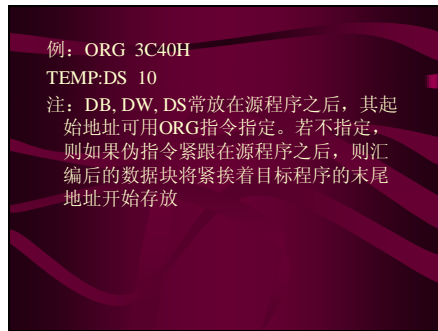 例：ORG 3C40H
TEMP:DS 10
注：DB, DW, DS常放在源程序之后，其起
始地址可用ORG指令指定。若不指定，
则如果伪指令紧跟在源程序之后，则汇
编后的数据块将紧挨着目标程序的末尾
地址开始存放